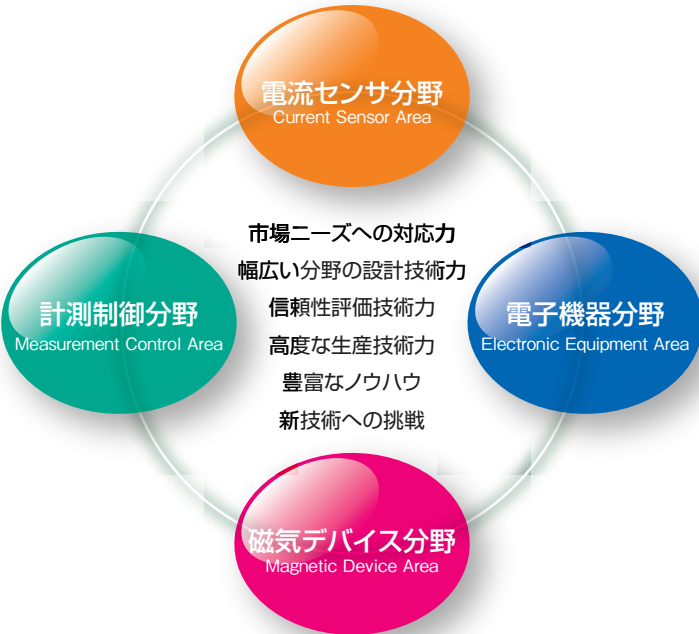 電流センサ分野
Current Sensor Area
市場ニーズへの対応力
幅広い分野の設計技術力
信頼性評価技術力
高度な生産技術力
豊富なノウハウ
新技術への挑戦
計測制御分野
Measurement Control Area
電子機器分野
Electronic Equipment Area
磁気デバイス分野
Magnetic Device Area